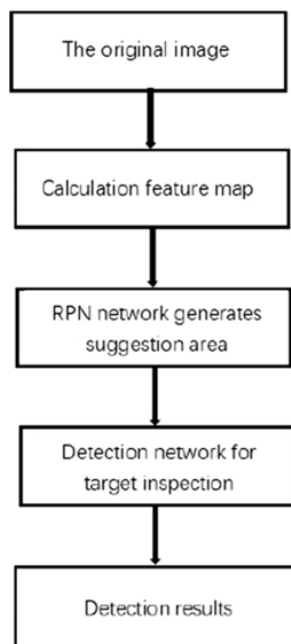 The original image
Calculation feature map
RPN network generates
suggestion area
Detection network for
target inspection
Detection results